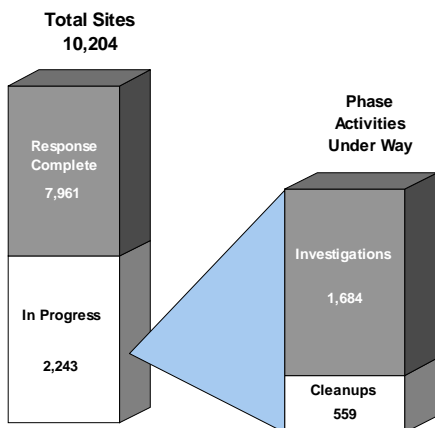 Total Sites
10,204
Response
Complete
7,961
In Progress
2,243
Phase
Activities
Under Way
Investigations
1,684
Cleanups
559